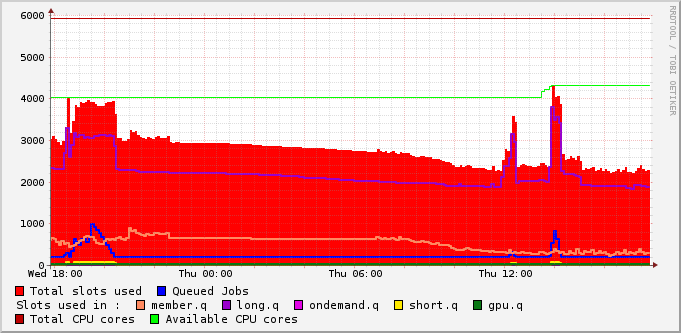 6000
5000
4000
3000
2000
1000
0
Wed 18:00 Thu 00:00 Thu 06:00 Thu 12:00
RRDTOOL / TOBI OETIKER
Total slots used Queued Jobs
Slots used in : member.q long.q ondemand.q short.q gpu.q
Total CPU cores Available CPU cores